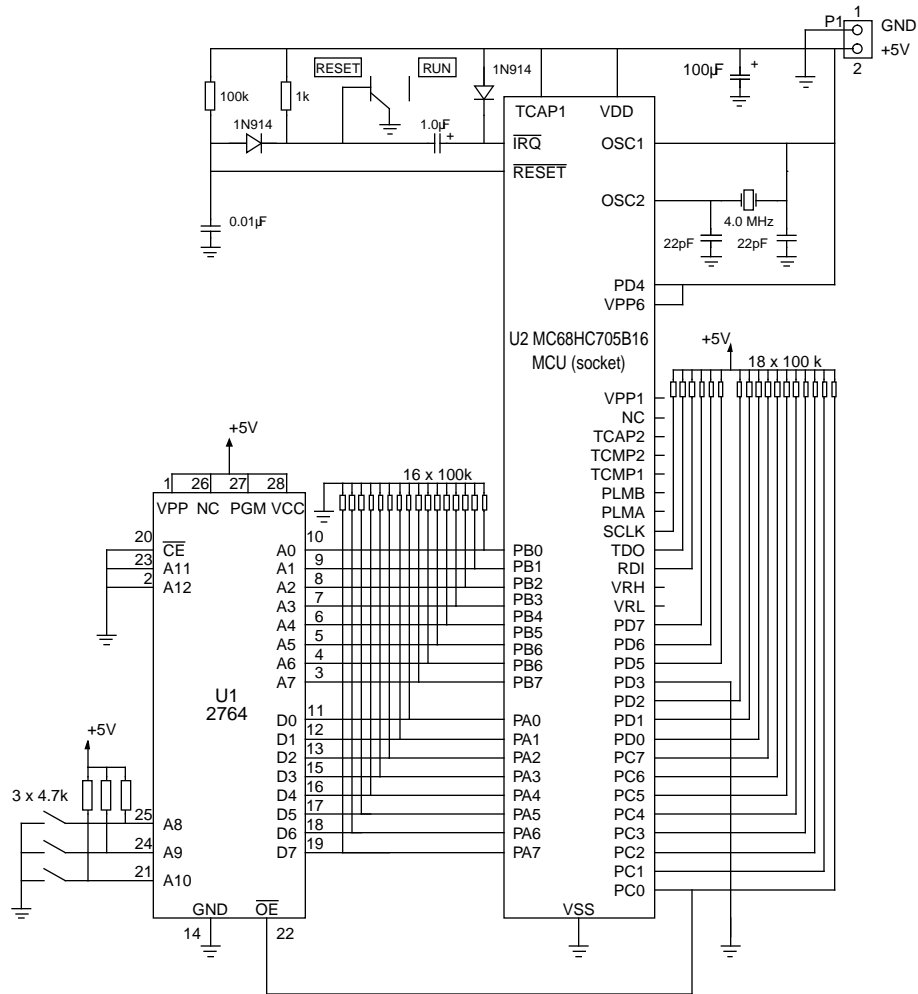 P1
1
GND
+5V
2
RESET
RUN
1N914
100µF
+
100k
1k
1N914
1.0µF
+
TCAP1
VDD
IRQ
OSC1
RESET
OSC2
4.0 MHz
0.01µF
22pF
22pF
PD4
VPP6
U2 MC68HC705B16
MCU (socket)
+5V
18 x 100 k
VPP1
NC
TCAP2
TCMP2
TCMP1
PLMB
PLMA
SCLK
TDO
RDI
VRH
VRL
PD7
PD6
PD5
PD3
PD2
PD1
PD0
PC7
PC6
PC5
PC4
PC3
PC2
PC1
PC0
+5V
16 x 100k
1
26
27
28
VPP
NC
PGM
VCC
20
CE
23
A11
2
A12
A0
10
PB0
A1
9
PB1
A2
8
PB2
A3
7
PB3
A4
6
PB4
A5
5
PB5
PB6
A6
4
PB6
A7
3
PB7
U1
2764
D0
11
PA0
D1
12
PA1
D2
13
PA2
D3
15
PA3
D4
16
PA4
D5
17
PA5
D6
18
PA6
D7
19
PA7
+5V
3 x 4.7k
25
A8
24
A9
21
A10
GND
OE
14
22
VSS